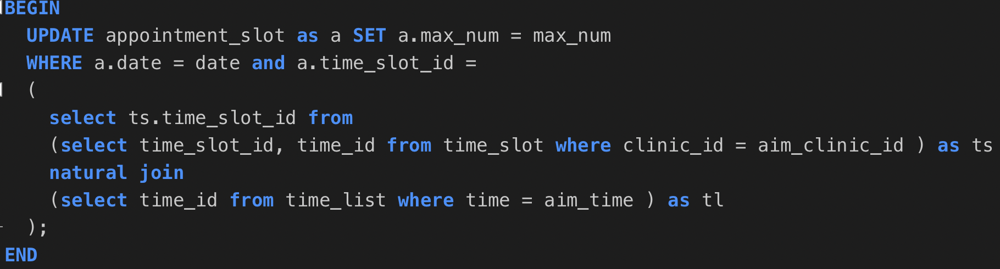 BEGIN
UPDATE appointment_slot as a SET a.max_num = max_num
WHERE a.date = date and a.time_slot_id =
(
select ts.time_slot_id from
(select time_slot_id, time_id from time_slot where clinic_id = aim_clinic_id ) as ts
natural join
(select time_id from time_list where time = aim_time ) as tl
);
END